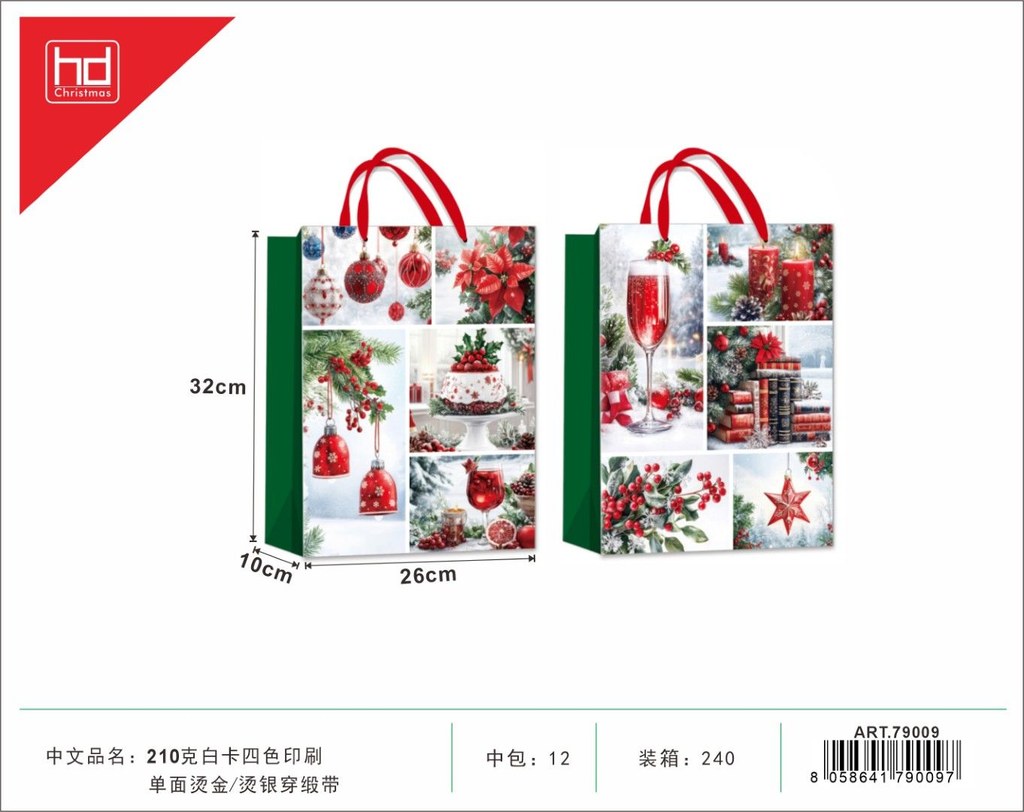 hd
Christmas
32cm
10cm
26cm
中文品名：210克白卡四色印刷
单面烫金/烫银穿缎带
中包：12
装箱：240
ART.79009
8 058641 790097